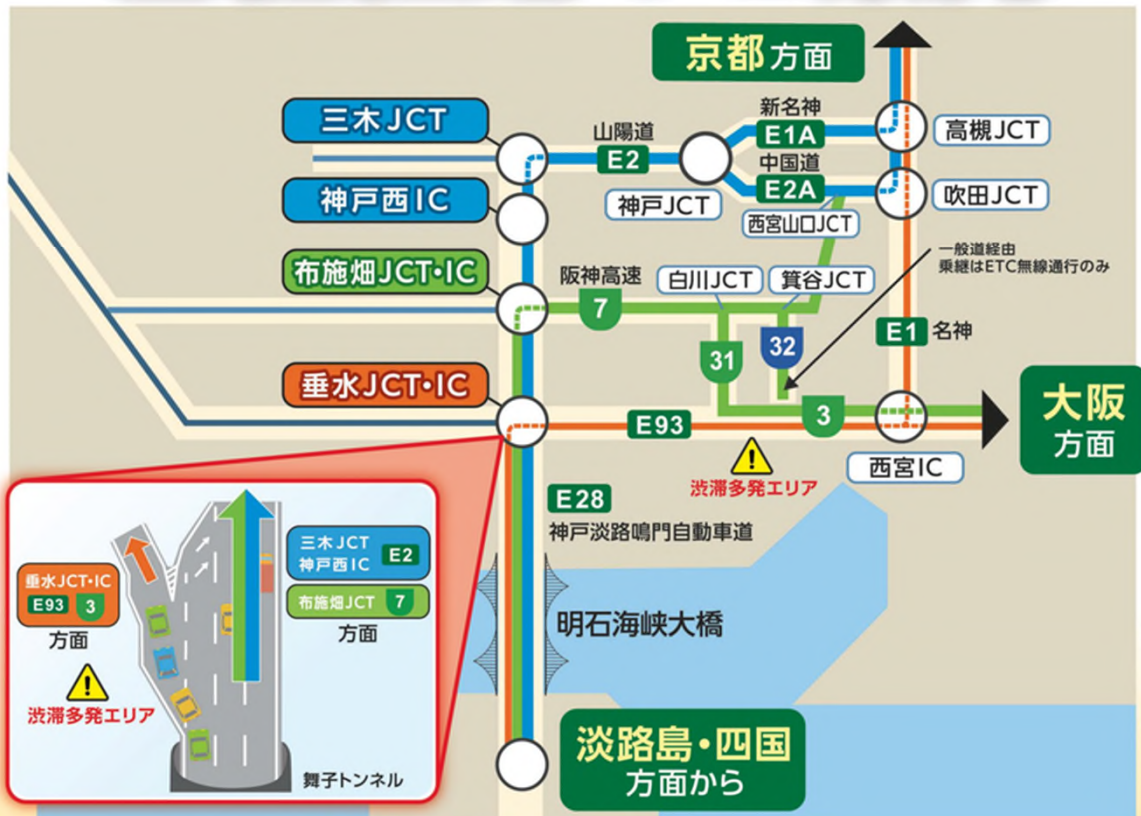 京都方面
三木JCT
山陽道
E2
新名神
E1A
高槻JCT
神戸西IC
神戸JCT
中国道
E2A
西宮山口JCT
吹田JCT
布施畑JCT・IC
阪神高速
7
白川JCT
箕谷JCT
一般道経由
乗継はETC無線通行のみ
31
32
E1
名神
垂水JCT・IC
E93
3
大阪
方面
渋滞多発エリア
西宮IC
E28
神戸淡路鳴門自動車道
明石海峡大橋
淡路島・四国
方面から
垂水JCT・IC
E93 3
方面
渋滞多発エリア
三木JCT
神戸西IC
E2
布施畑JCT 7
方面
舞子トンネル